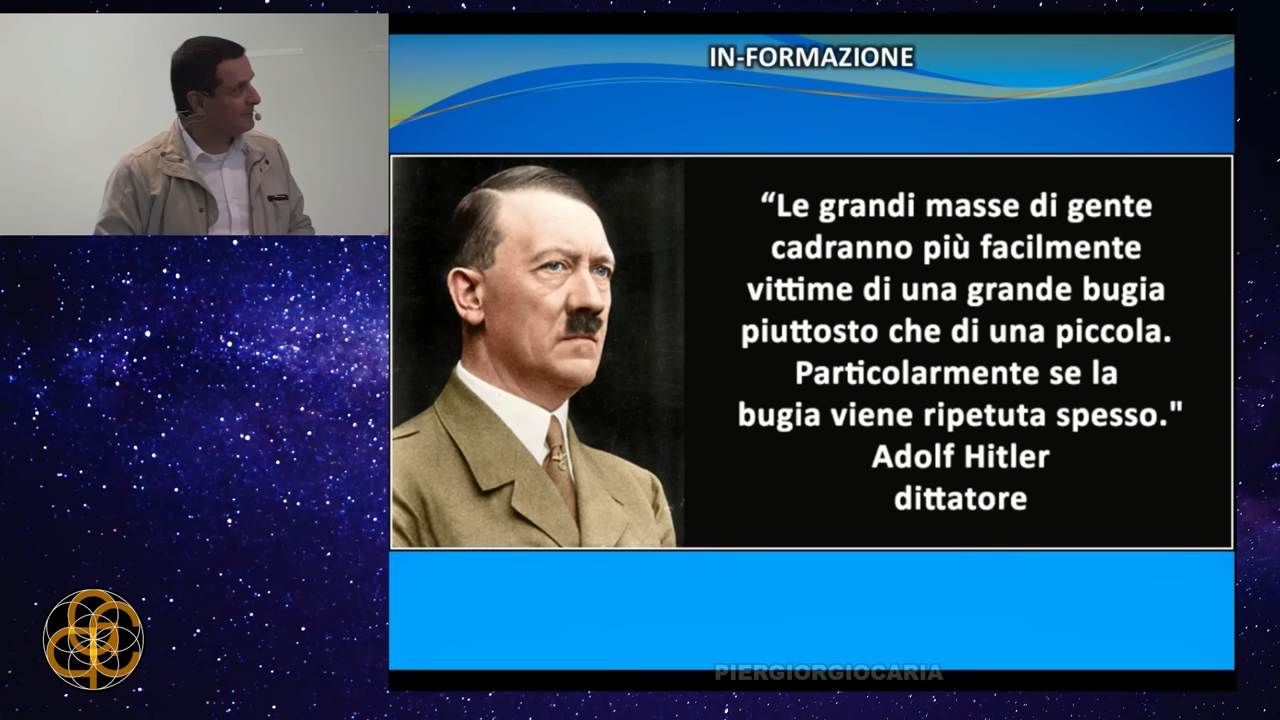 IN-FORMAZIONE
“Le grandi masse di gente
cadranno più facilmente
vittime di una grande bugia
piuttosto che di una piccola.
Particolarmente se la
bugia viene ripetuta spesso."
Adolf Hitler
dittatore
PIERGIORGIOCARIA